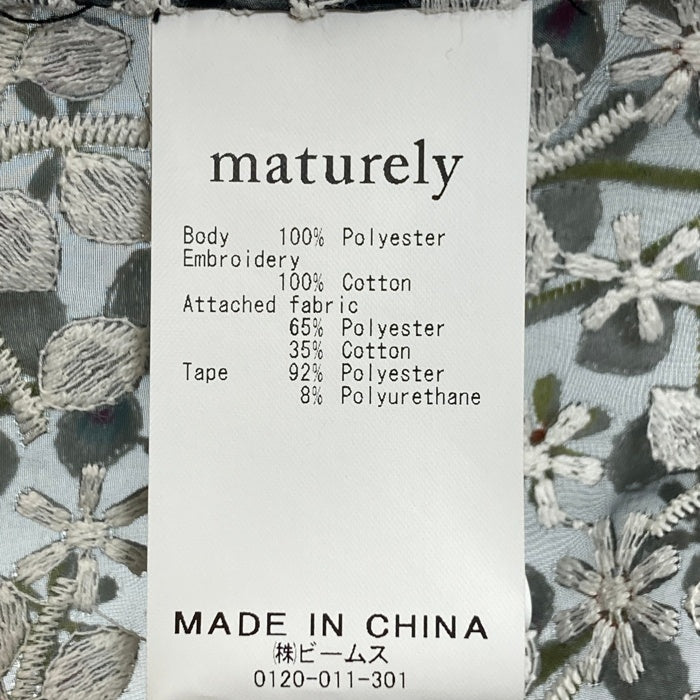 maturely
Body 100% Polyester
Embroidery
100% Cotton
Attached fabric
65% Polyester
35% Cotton
Tape 92% Polyester
8% Polyurethane
MADE IN CHINA
㈱ビームス
0120-011-301